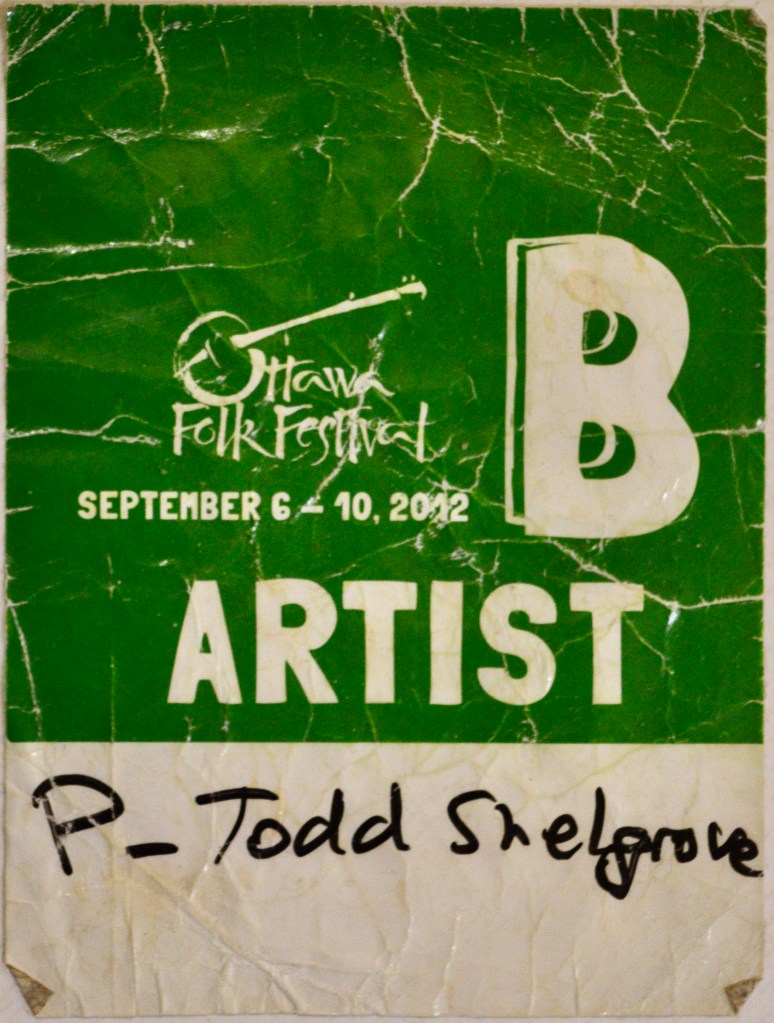 B
Ottawa
Folk Festival
SEPTEMBER 6 – 10, 2012
ARTIST
P- Todd Snelgrove